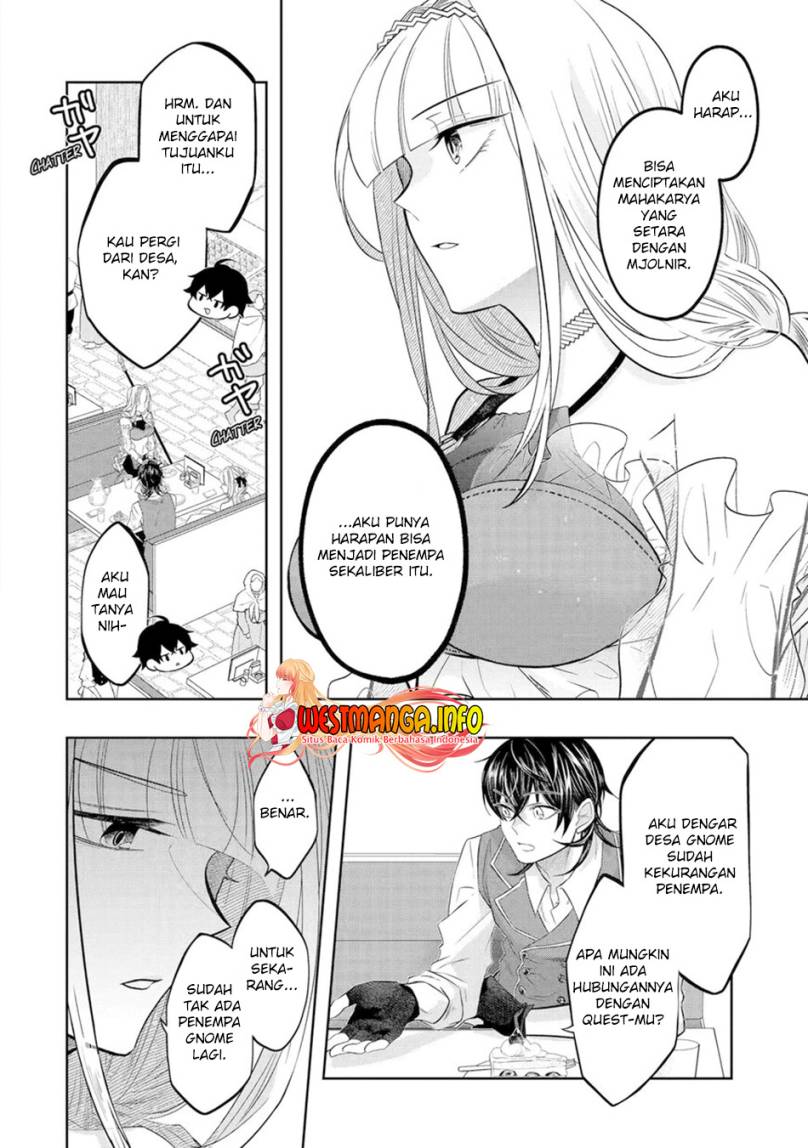 AKU
HARAP...
BISA
MENCIPTAKAN
MAHAKARYA
YANG
SETARA
DENGAN
MJOLNIR.
...AKU PUNYA
HARAPAN BISA
MENJADI PENEMPA
SEKALIBER ITU.
HRM. DAN
UNTUK
MENGGAPAI
TUJUANKU
ITU...
KAU PERGI
DARI DESA,
KAN?
ガヤ
CHATTER
ガヤ
CHATTER
AKU
MAU
TANYA
NIH-
WESTMANGA.INFO
Situs Baca Komik Berbahasa Indonesia
AKU DENGAR
DESA GNOME
SUDAH
KEKURANGAN
PENEMPA.
APA MUNGKIN
INI ADA
HUBUNGANNYA
DENGAN
QUEST-MU?
...
BENAR.
UNTUK
SEKA-
RANG...
SUDAH
TAK ADA
PENEMPA
GNOME
LAGI.